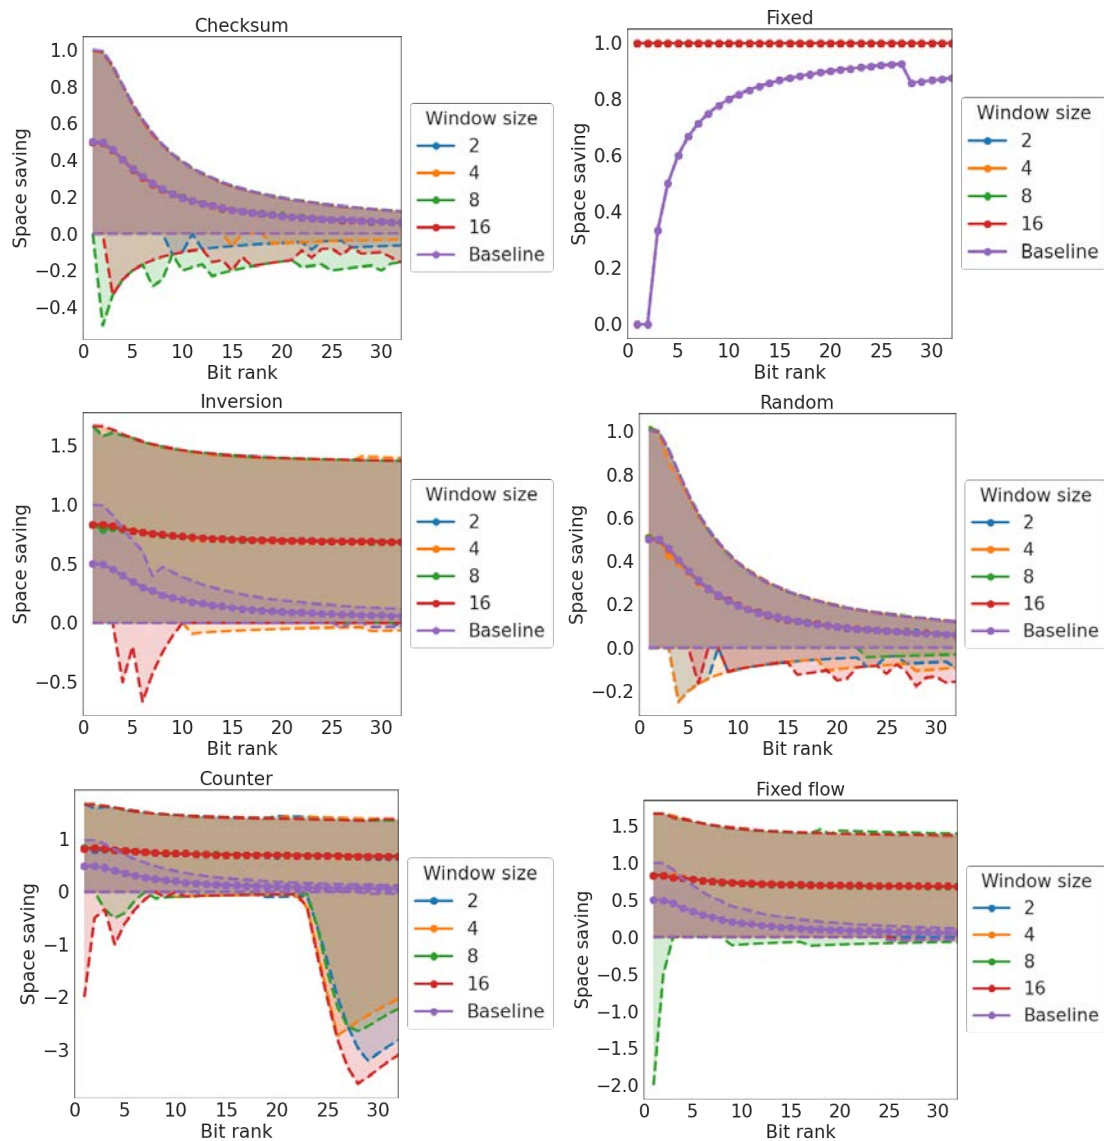 Checksum
Space saving
1.0
0.8
0.6
0.4
0.2
0.0
−0.2
−0.4
0 5 10 15 20 25 30
Bit rank
Window size
2
4
8
16
Baseline
Fixed
Space saving
1.0
0.8
0.6
0.4
0.2
0.0
0 5 10 15 20 25 30
Bit rank
Window size
2
4
8
16
Baseline
Inversion
Space saving
1.5
1.0
0.5
0.0
−0.5
0 5 10 15 20 25 30
Bit rank
Window size
2
4
8
16
Baseline
Random
Space saving
1.0
0.8
0.6
0.4
0.2
0.0
−0.2
0 5 10 15 20 25 30
Bit rank
Window size
2
4
8
16
Baseline
Counter
Space saving
1
0
−1
−2
−3
0 5 10 15 20 25 30
Bit rank
Window size
2
4
8
16
Baseline
Fixed flow
Space saving
1.5
1.0
0.5
0.0
−0.5
−1.0
−1.5
−2.0
0 5 10 15 20 25 30
Bit rank
Window size
2
4
8
16
Baseline